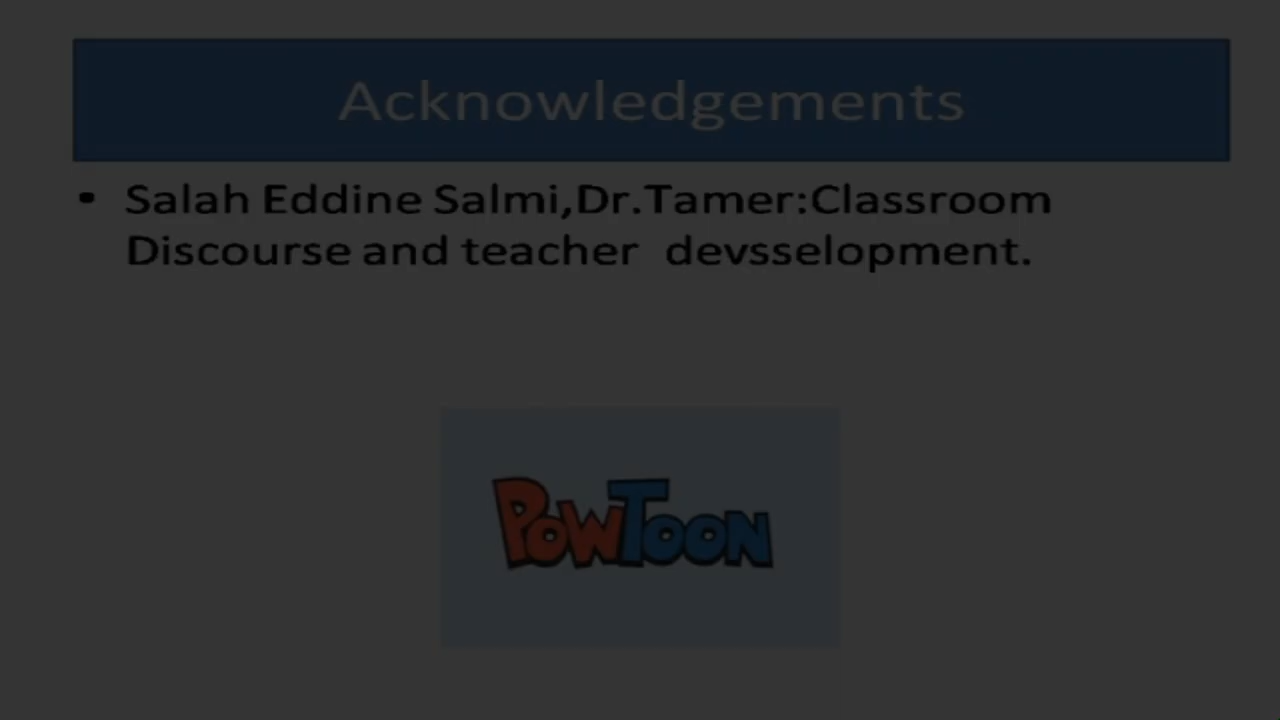 Acknowledgements
• Salah Eddine Salmi,Dr.Tamer:Classroom
Discourse and teacher devsselopment.
PowToon